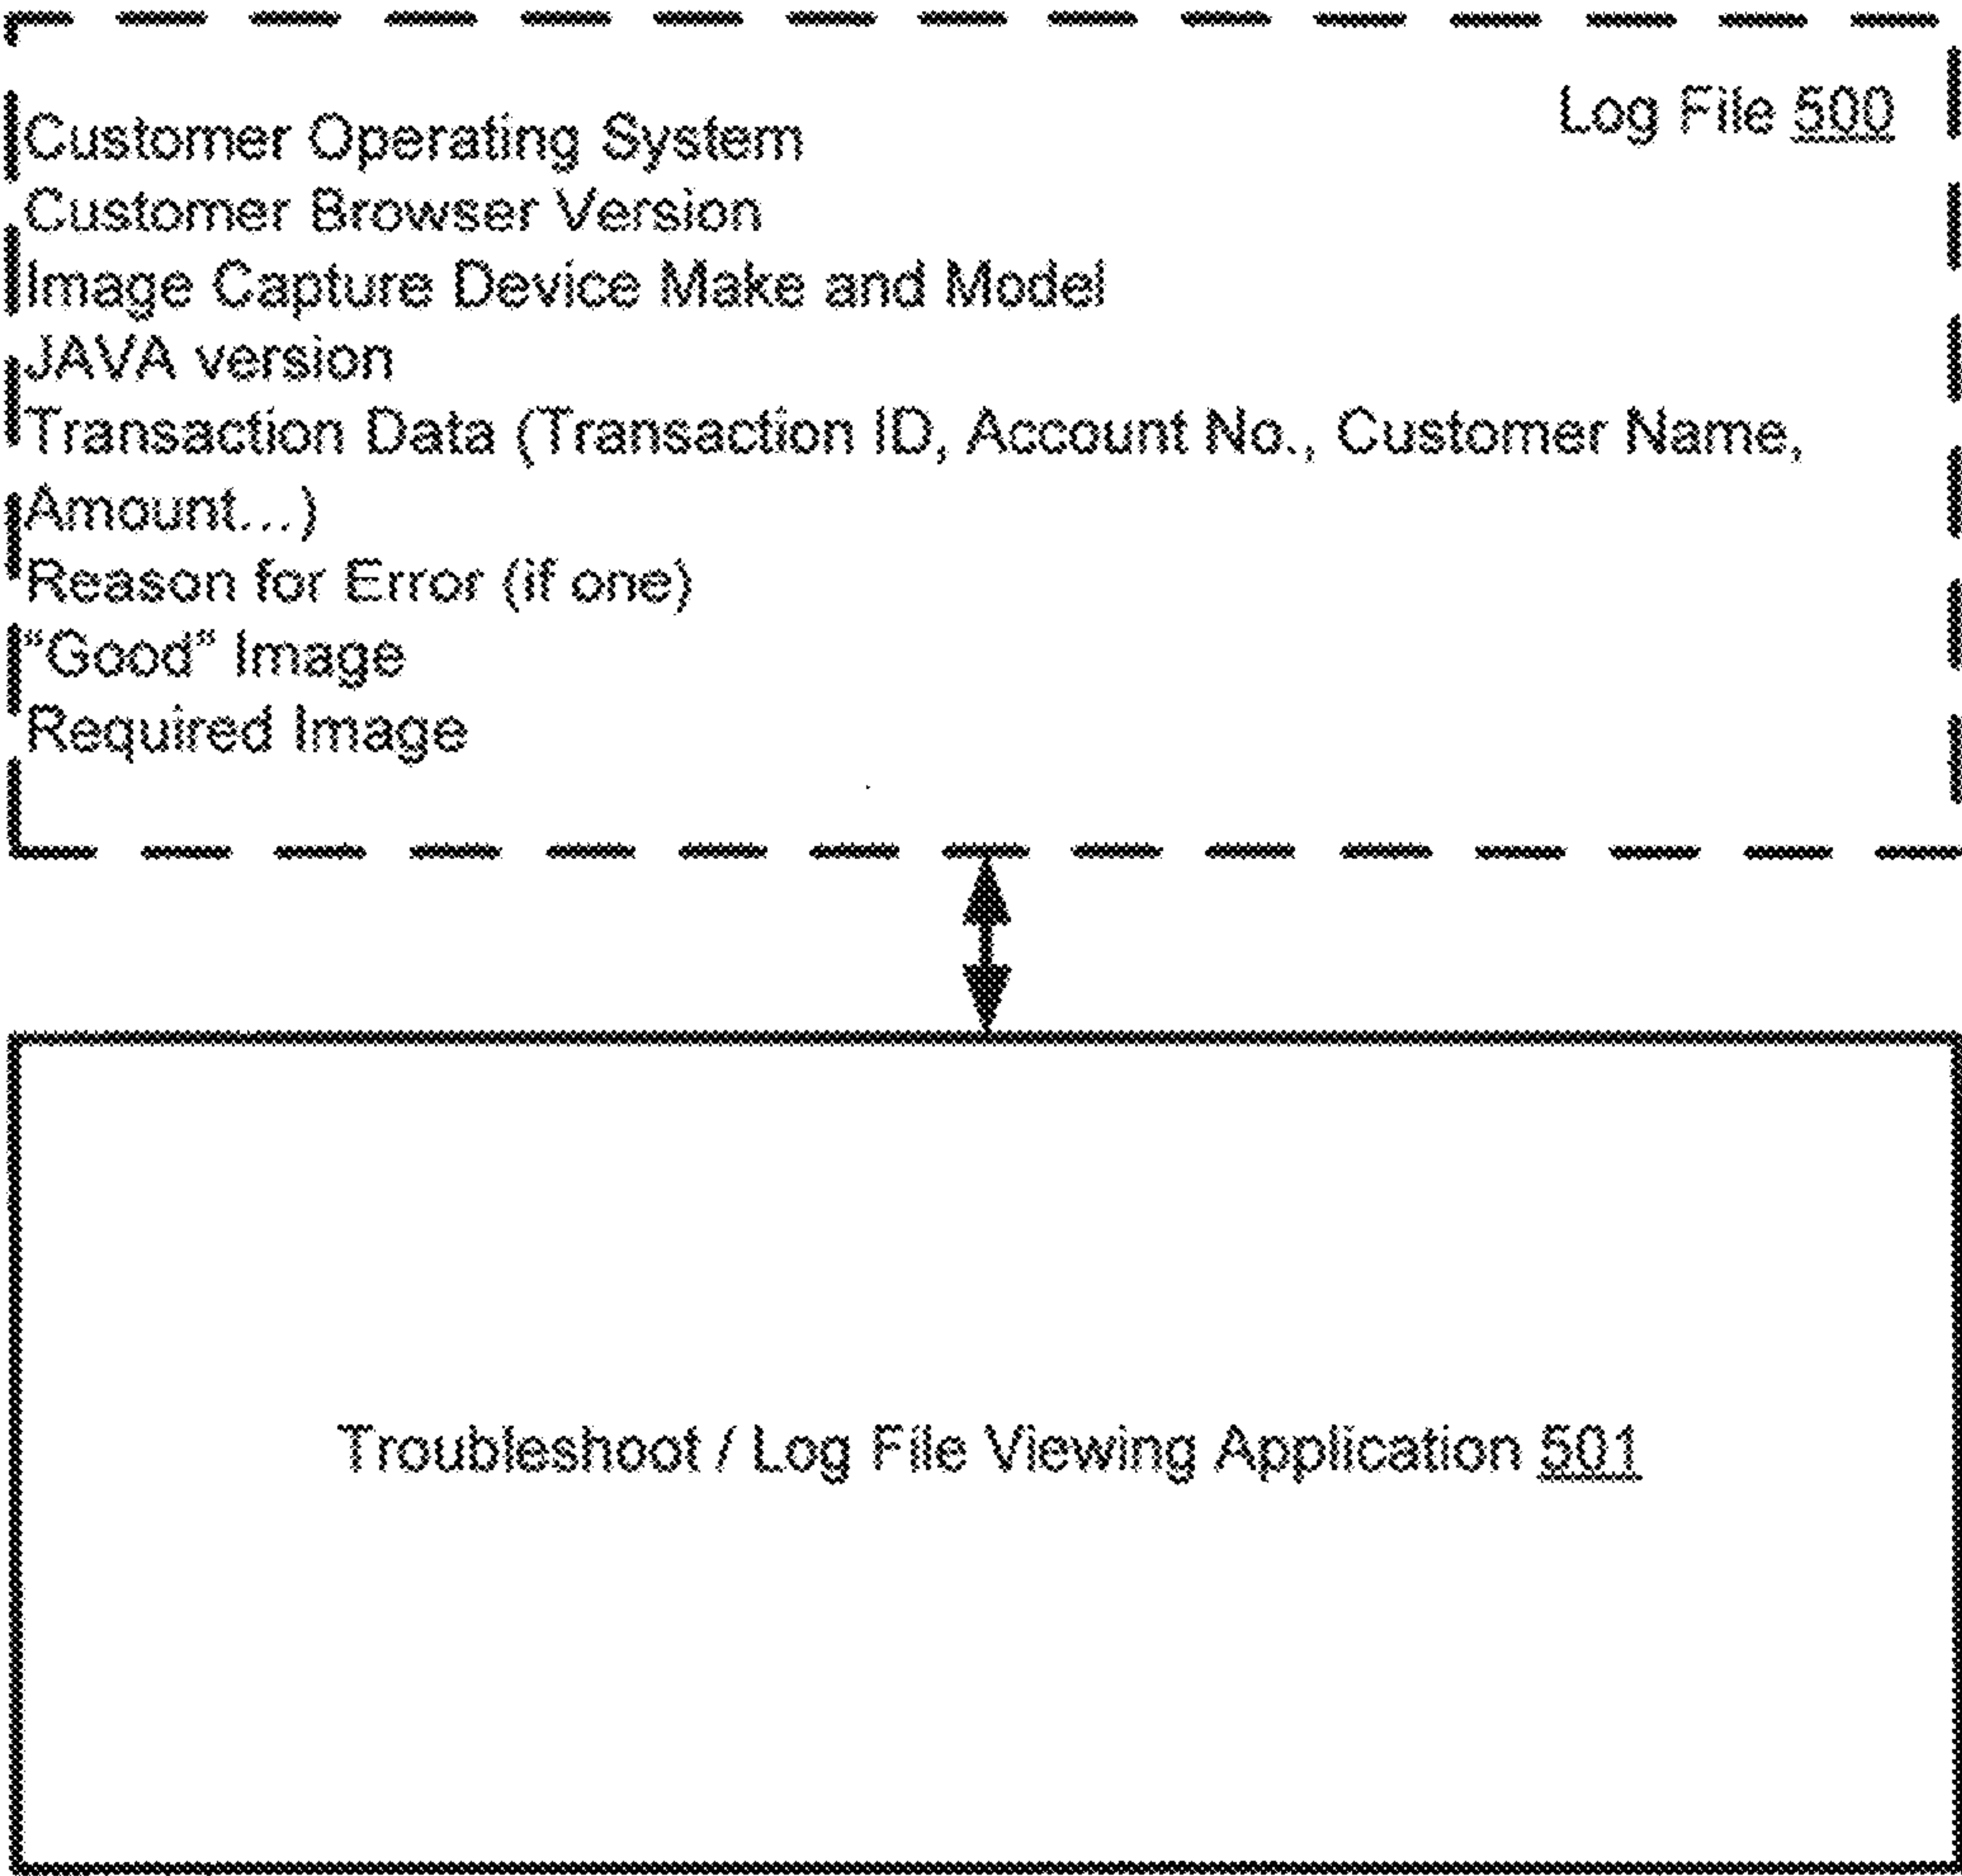 Log File 500
Customer Operating System
Customer Browser Version
Image Capture Device Make and Model
JAVA version
Transaction Data (Transaction ID, Account No., Customer Name,
Amount...)
Reason for Error (if one)
“Good” Image
Required Image
Troubleshoot / Log File Viewing Application 501